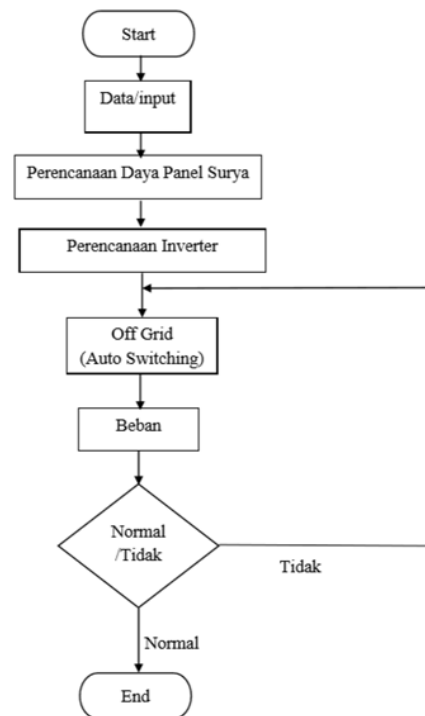 Start
Data/input
Perencanaan Daya Panel Surya
Perencanaan Inverter
Off Grid
(Auto Switching)
Beban
Normal
/Tidak
Tidak
Normal
End